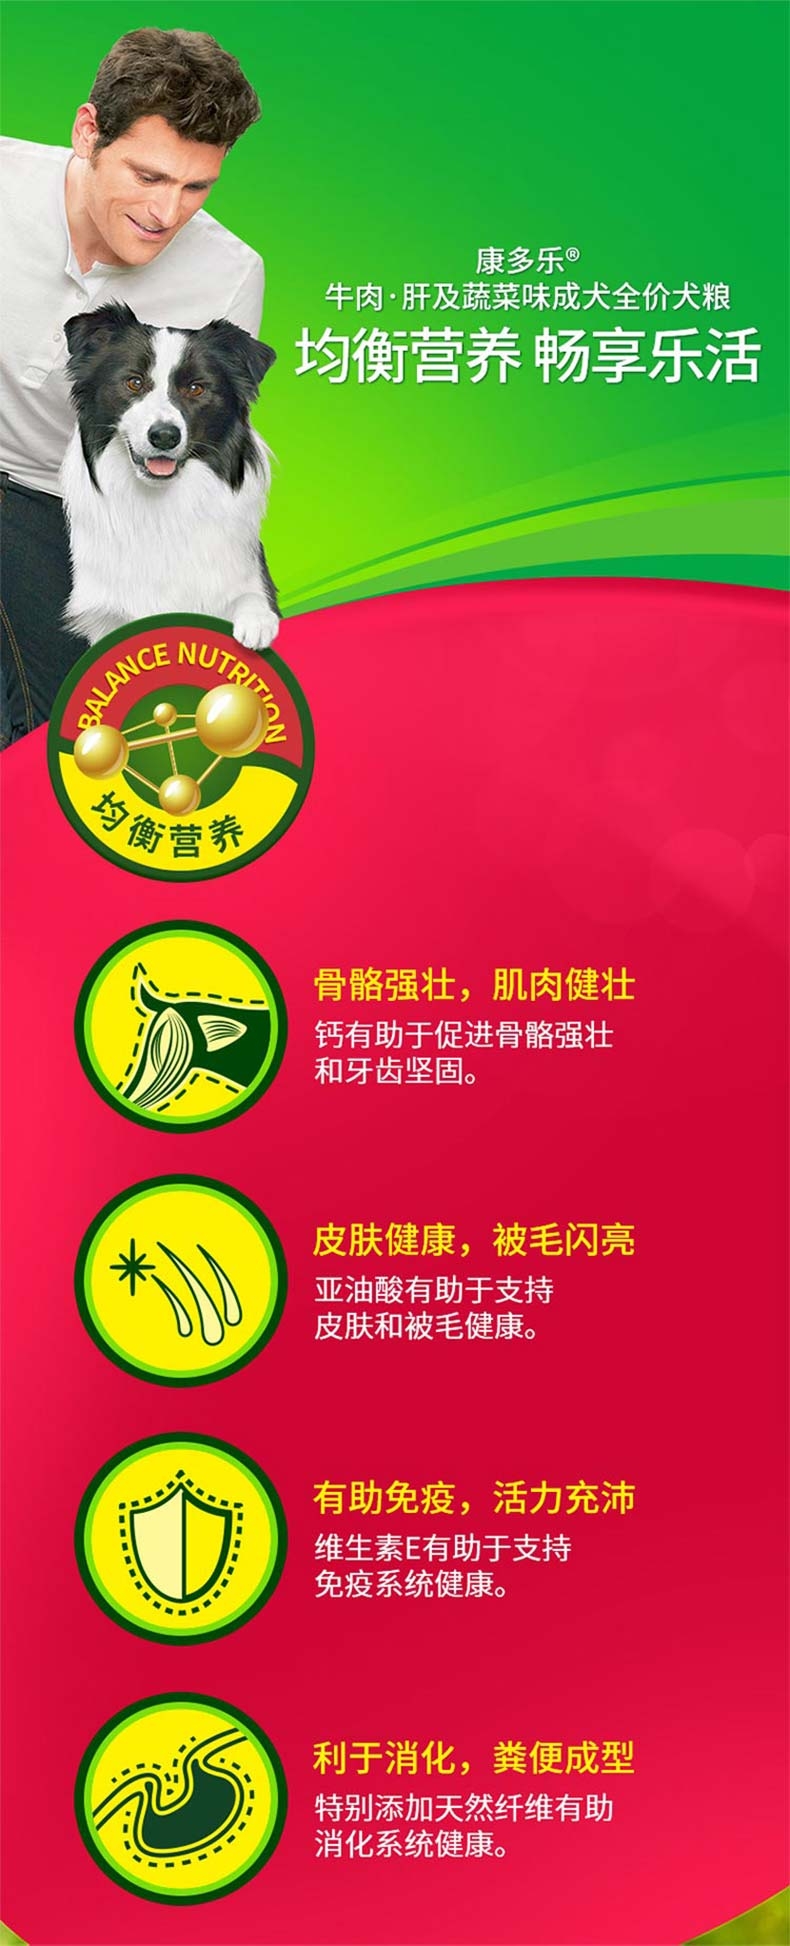 康多乐®
牛肉·肝及蔬菜味成犬全价犬粮
均衡营养 畅享乐活
BALANCE NUTRITION
均衡营养
骨骼强壮，肌肉健壮
钙有助于促进骨骼强壮
和牙齿坚固。
皮肤健康，被毛闪亮
亚油酸有助于支持
皮肤和被毛健康。
有助免疫，活力充沛
维生素E有助于支持
免疫系统健康。
利于消化，粪便成型
特别添加天然纤维有助
消化系统健康。